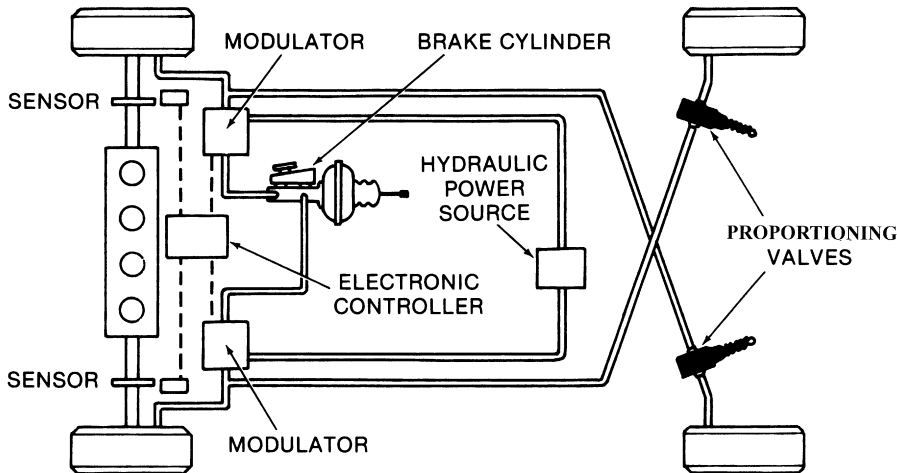 MODULATOR
BRAKE CYLINDER
SENSOR
HYDRAULIC
POWER
SOURCE
PROPORTIONING
VALVES
ELECTRONIC
CONTROLLER
SENSOR
MODULATOR